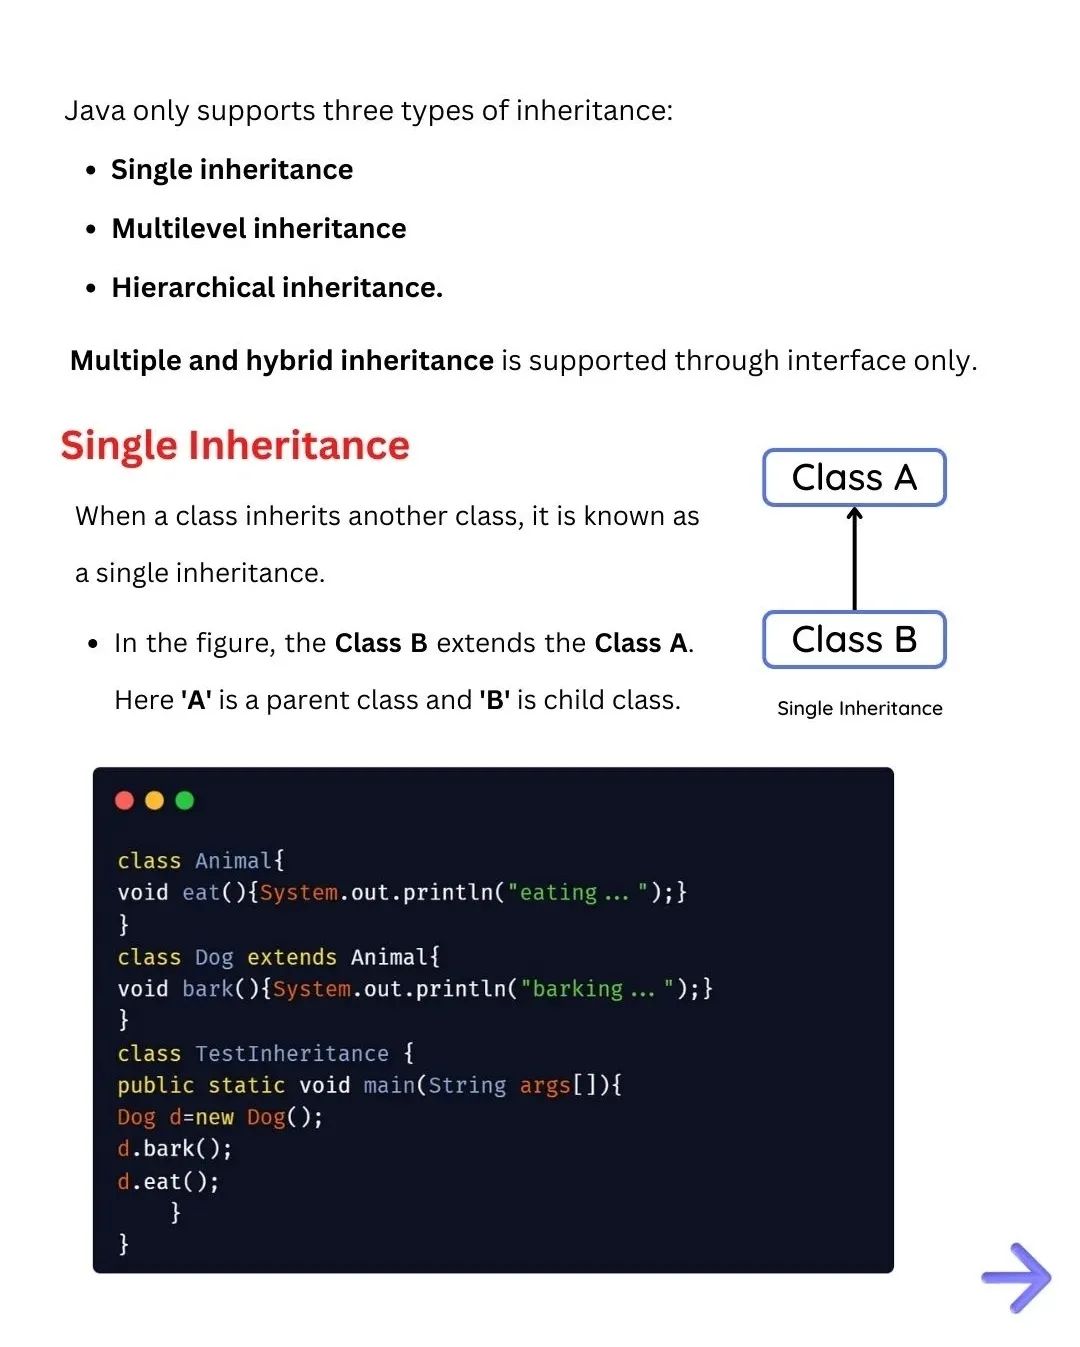 Java only supports three types of inheritance:
• Single inheritance
• Multilevel inheritance
• Hierarchical inheritance.
Multiple and hybrid inheritance is supported through interface only.
Single Inheritance
When a class inherits another class, it is known as
a single inheritance.
• In the figure, the Class B extends the Class A.
Here 'A' is a parent class and 'B' is child class.
Class A
Class B
Single Inheritance
class Animal{
void eat(){System.out.println("eating...");}
}
class Dog extends Animal{
void bark(){System.out.println("barking...");}
}
class TestInheritance {
public static void main(String args[]){
Dog d=new Dog();
d.bark();
d.eat();
    }
}